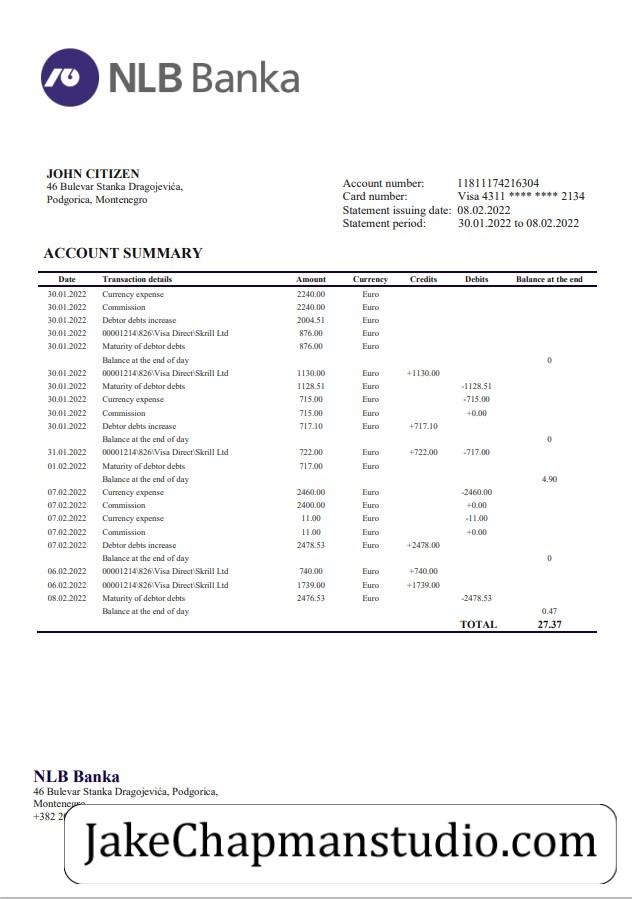 NLB Banka
JOHN CITIZEN
46 Bulevar Stanka Dragojevića,
Podgorica, Montenegro
Account number: 11811174216304
Card number: Visa 4311 **** **** 2134
Statement issuing date: 08.02.2022
Statement period: 30.01.2022 to 08.02.2022
ACCOUNT SUMMARY
Date Transaction details Amount Currency Credits Debits Balance at the end
30.01.2022 Currency expense 2240.00 Euro
30.01.2022 Commission 2240.00 Euro
30.01.2022 Debtor debts increase 2004.51 Euro
30.01.2022 00001214\826\Visa Direct\Skrill Ltd 876.00 Euro
30.01.2022 Maturity of debtor debts 876.00 Euro
Balance at the end of day 0
30.01.2022 00001214\826\Visa Direct\Skrill Ltd 1130.00 Euro +1130.00
30.01.2022 Maturity of debtor debts 1128.51 Euro -1128.51
30.01.2022 Currency expense 715.00 Euro -715.00
30.01.2022 Commission 715.00 Euro +0.00
30.01.2022 Debtor debts increase 717.10 Euro +717.10
Balance at the end of day 0
31.01.2022 00001214\826\Visa Direct\Skrill Ltd 722.00 Euro +722.00 -717.00
01.02.2022 Maturity of debtor debts 717.00 Euro
Balance at the end of day 4.90
07.02.2022 Currency expense 2460.00 Euro -2460.00
07.02.2022 Commission 2400.00 Euro +0.00
07.02.2022 Currency expense 11.00 Euro -11.00
07.02.2022 Commission 11.00 Euro +0.00
07.02.2022 Debtor debts increase 2478.53 Euro +2478.00
Balance at the end of day 0
06.02.2022 00001214\826\Visa Direct\Skrill Ltd 740.00 Euro +740.00
06.02.2022 00001214\826\Visa Direct\Skrill Ltd 1739.00 Euro +1739.00
08.02.2022 Maturity of debtor debts 2476.53 Euro -2478.53
Balance at the end of day 0.47
TOTAL 27.37
NLB Banka
46 Bulevar Stanka Dragojevića, Podgorica,
Montenegro
+382
JakeChapmanstudio.com